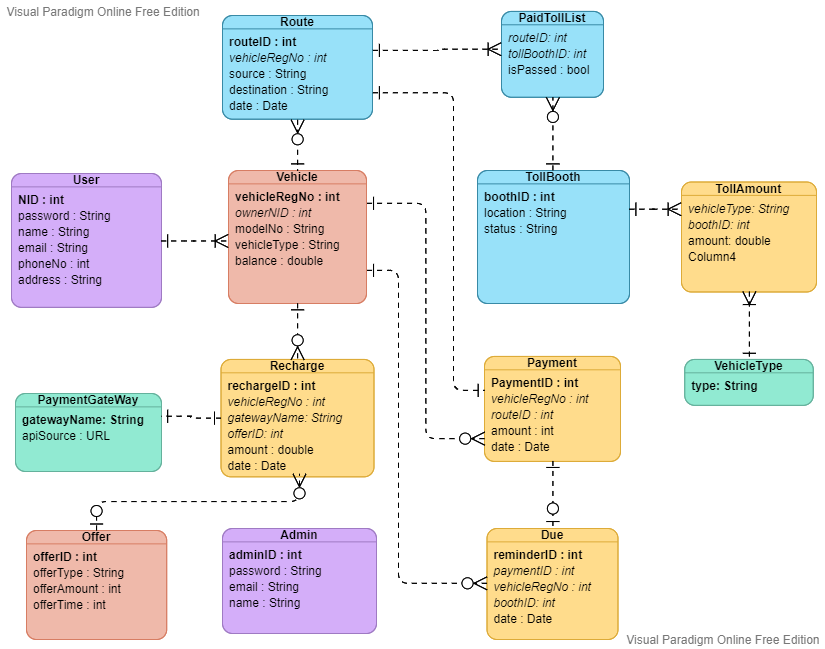 Visual Paradigm Online Free Edition
Route
routeID : int
vehicleRegNo : int
source : String
destination : String
date : Date
PaidTollList
routeID: int
tollBoothID: int
isPassed : bool
User
NID : int
password : String
name : String
email : String
phoneNo : int
address : String
Vehicle
vehicleRegNo : int
ownerNID : int
modelNo : String
vehicleType : String
balance : double
TollBooth
boothID : int
location : String
status : String
TollAmount
vehicleType: String
boothID: int
amount: double
Column4
PaymentGateWay
gatewayName: String
apiSource : URL
Recharge
rechargeID : int
vehicleRegNo : int
gatewayName: String
offerID: int
amount : double
date : Date
Payment
PaymentID : int
vehicleRegNo : int
routeID : int
amount : int
date : Date
VehicleType
type: String
Offer
offerID : int
offerType : String
offerAmount : int
offerTime : int
Admin
adminID : int
password : String
email : String
name : String
Due
reminderID : int
paymentID : int
vehicleRegNo : int
boothID: int
date : Date
Visual Paradigm Online Free Edition